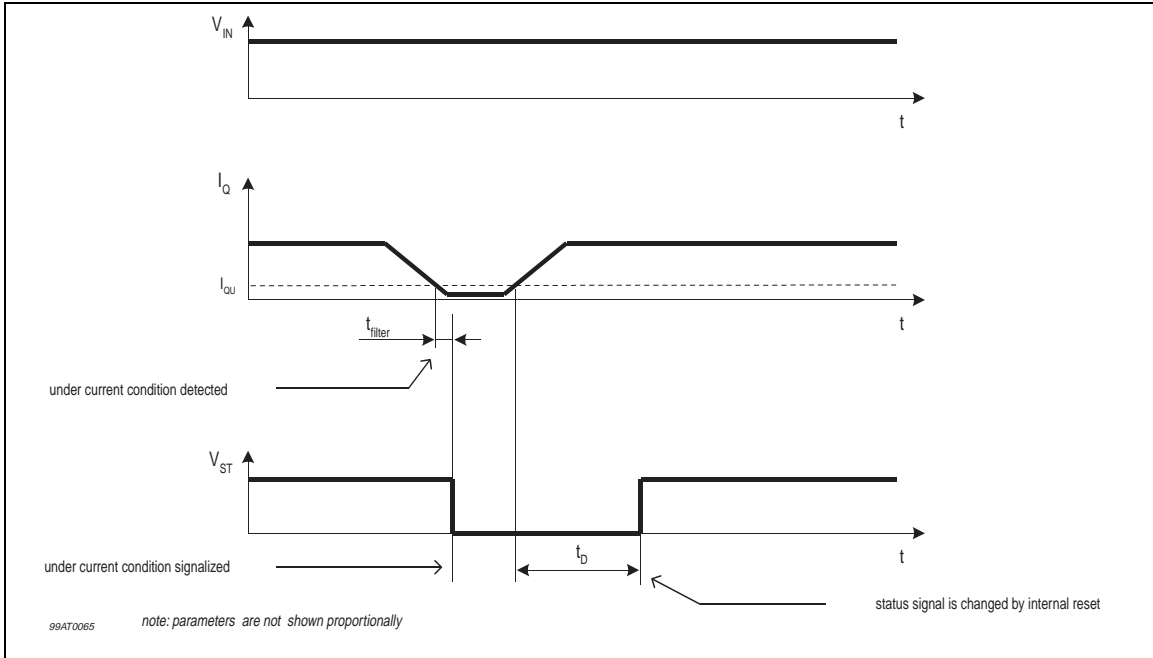 V_IN
t
I_Q
I_QU
t
t_filter
under current condition detected
V_ST
t
under current condition signalized
t_D
status signal is changed by internal reset
99AT0065
note: parameters are not shown proportionally